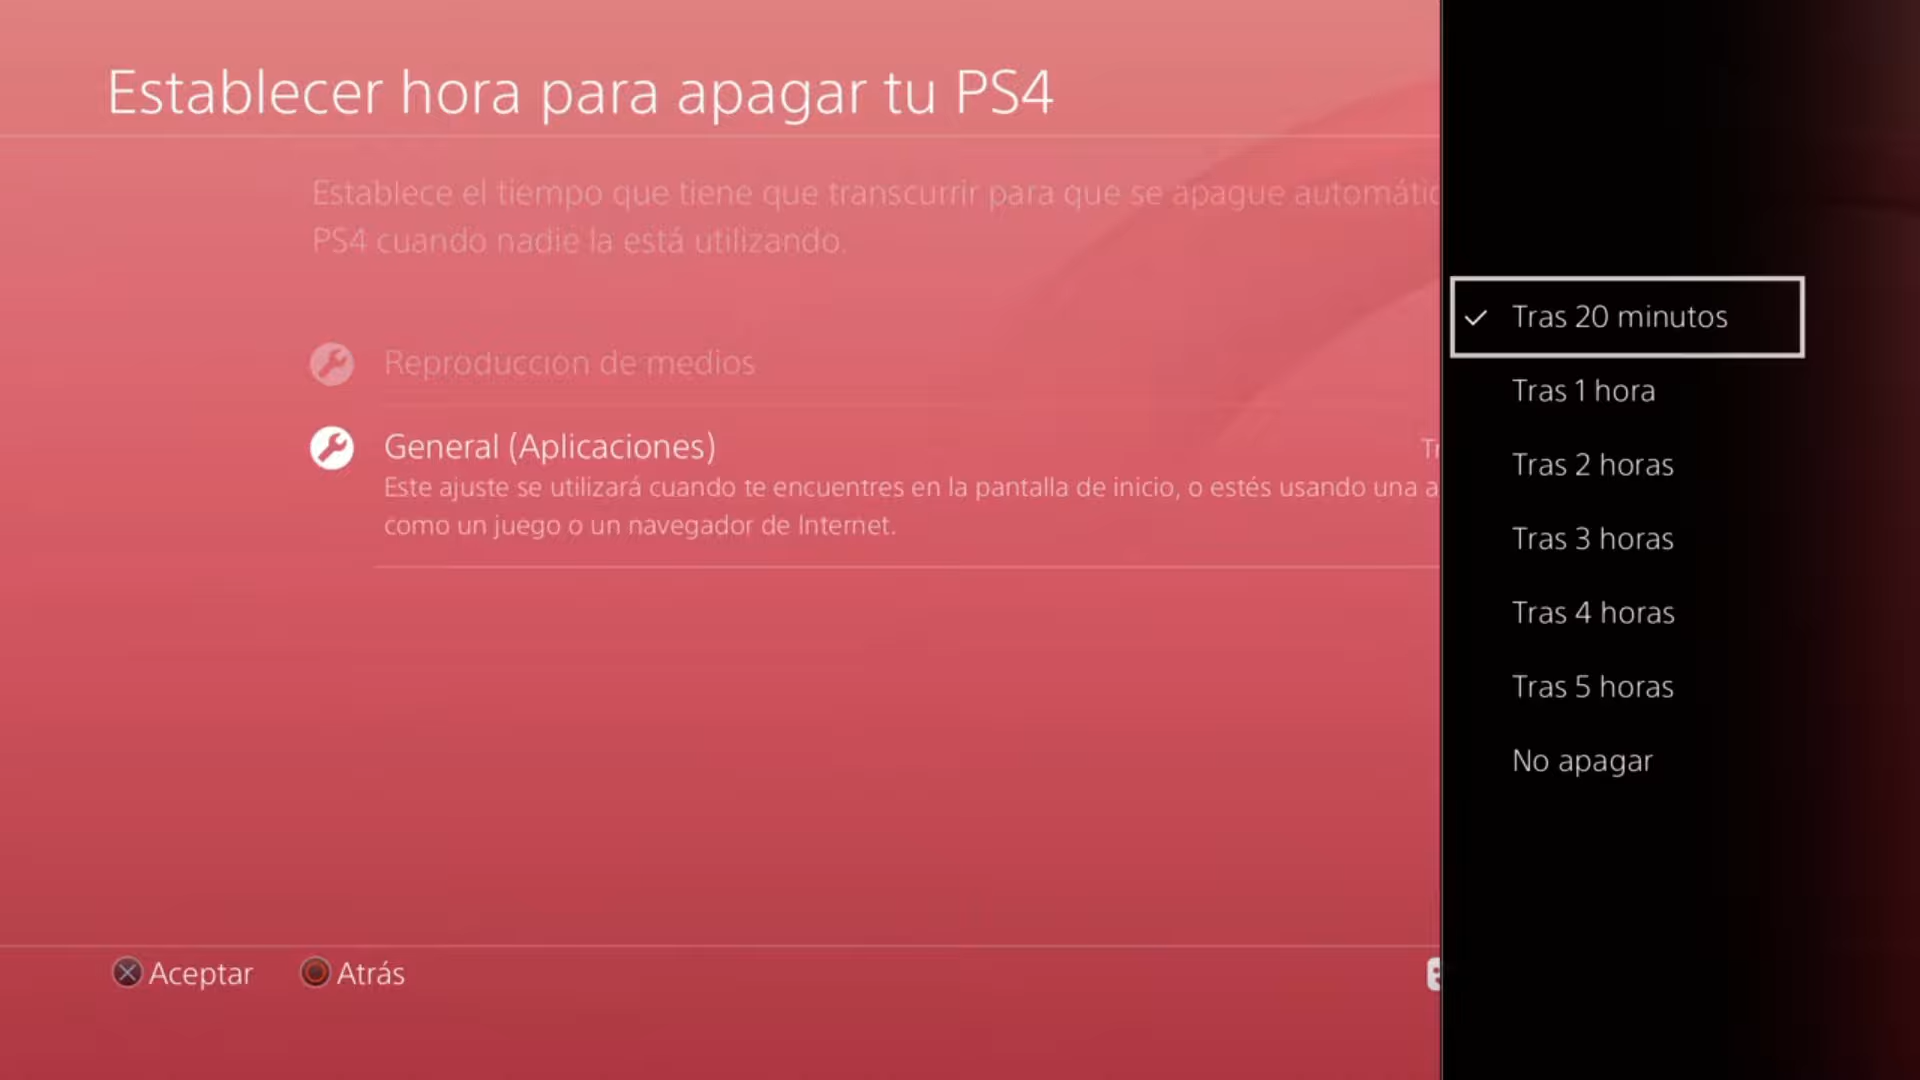 Establecer hora para apagar tu PS4
Establece el tiempo que tiene que transcurrir para que se apague
PS4 cuando nadie la está utilizando.
Reproducción de medios
General (Aplicaciones)
Este ajuste se utilizará cuando te encuentres en la pantalla de inicio, o estés usando una
como un juego o un navegador de Internet.
Tras 20 minutos
Tras 1 hora
Tras 2 horas
Tras 3 horas
Tras 4 horas
Tras 5 horas
No apagar
Aceptar
Atrás